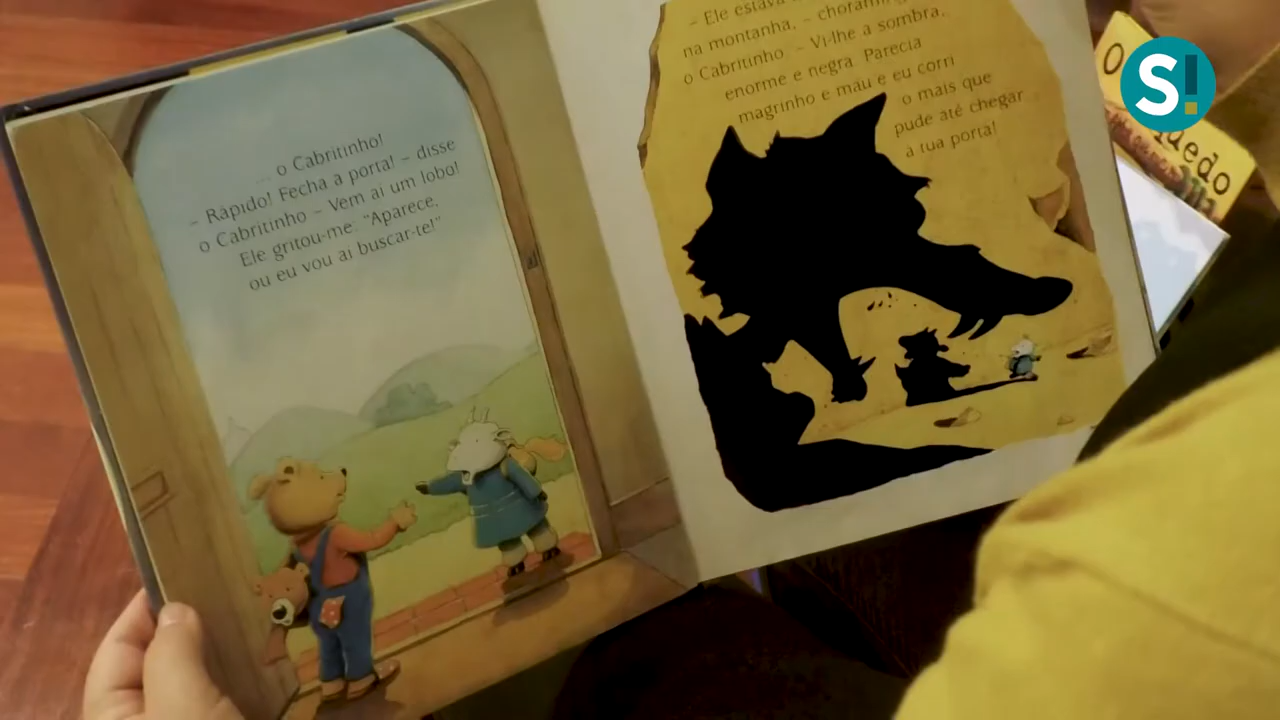 ... o Cabritinho!
– Rápido! Fecha a porta! – disse
o Cabritinho – Vem aí um lobo!
Ele gritou-me: "Aparece,
ou eu vou aí buscar-te!"
– Ele estava
na montanha, –
o Cabritinho – Vi-lhe a sombra,
enorme e negra. Parecia
magrinho e mau e eu corri
o mais que
pude até chegar
à tua porta!
S!
O